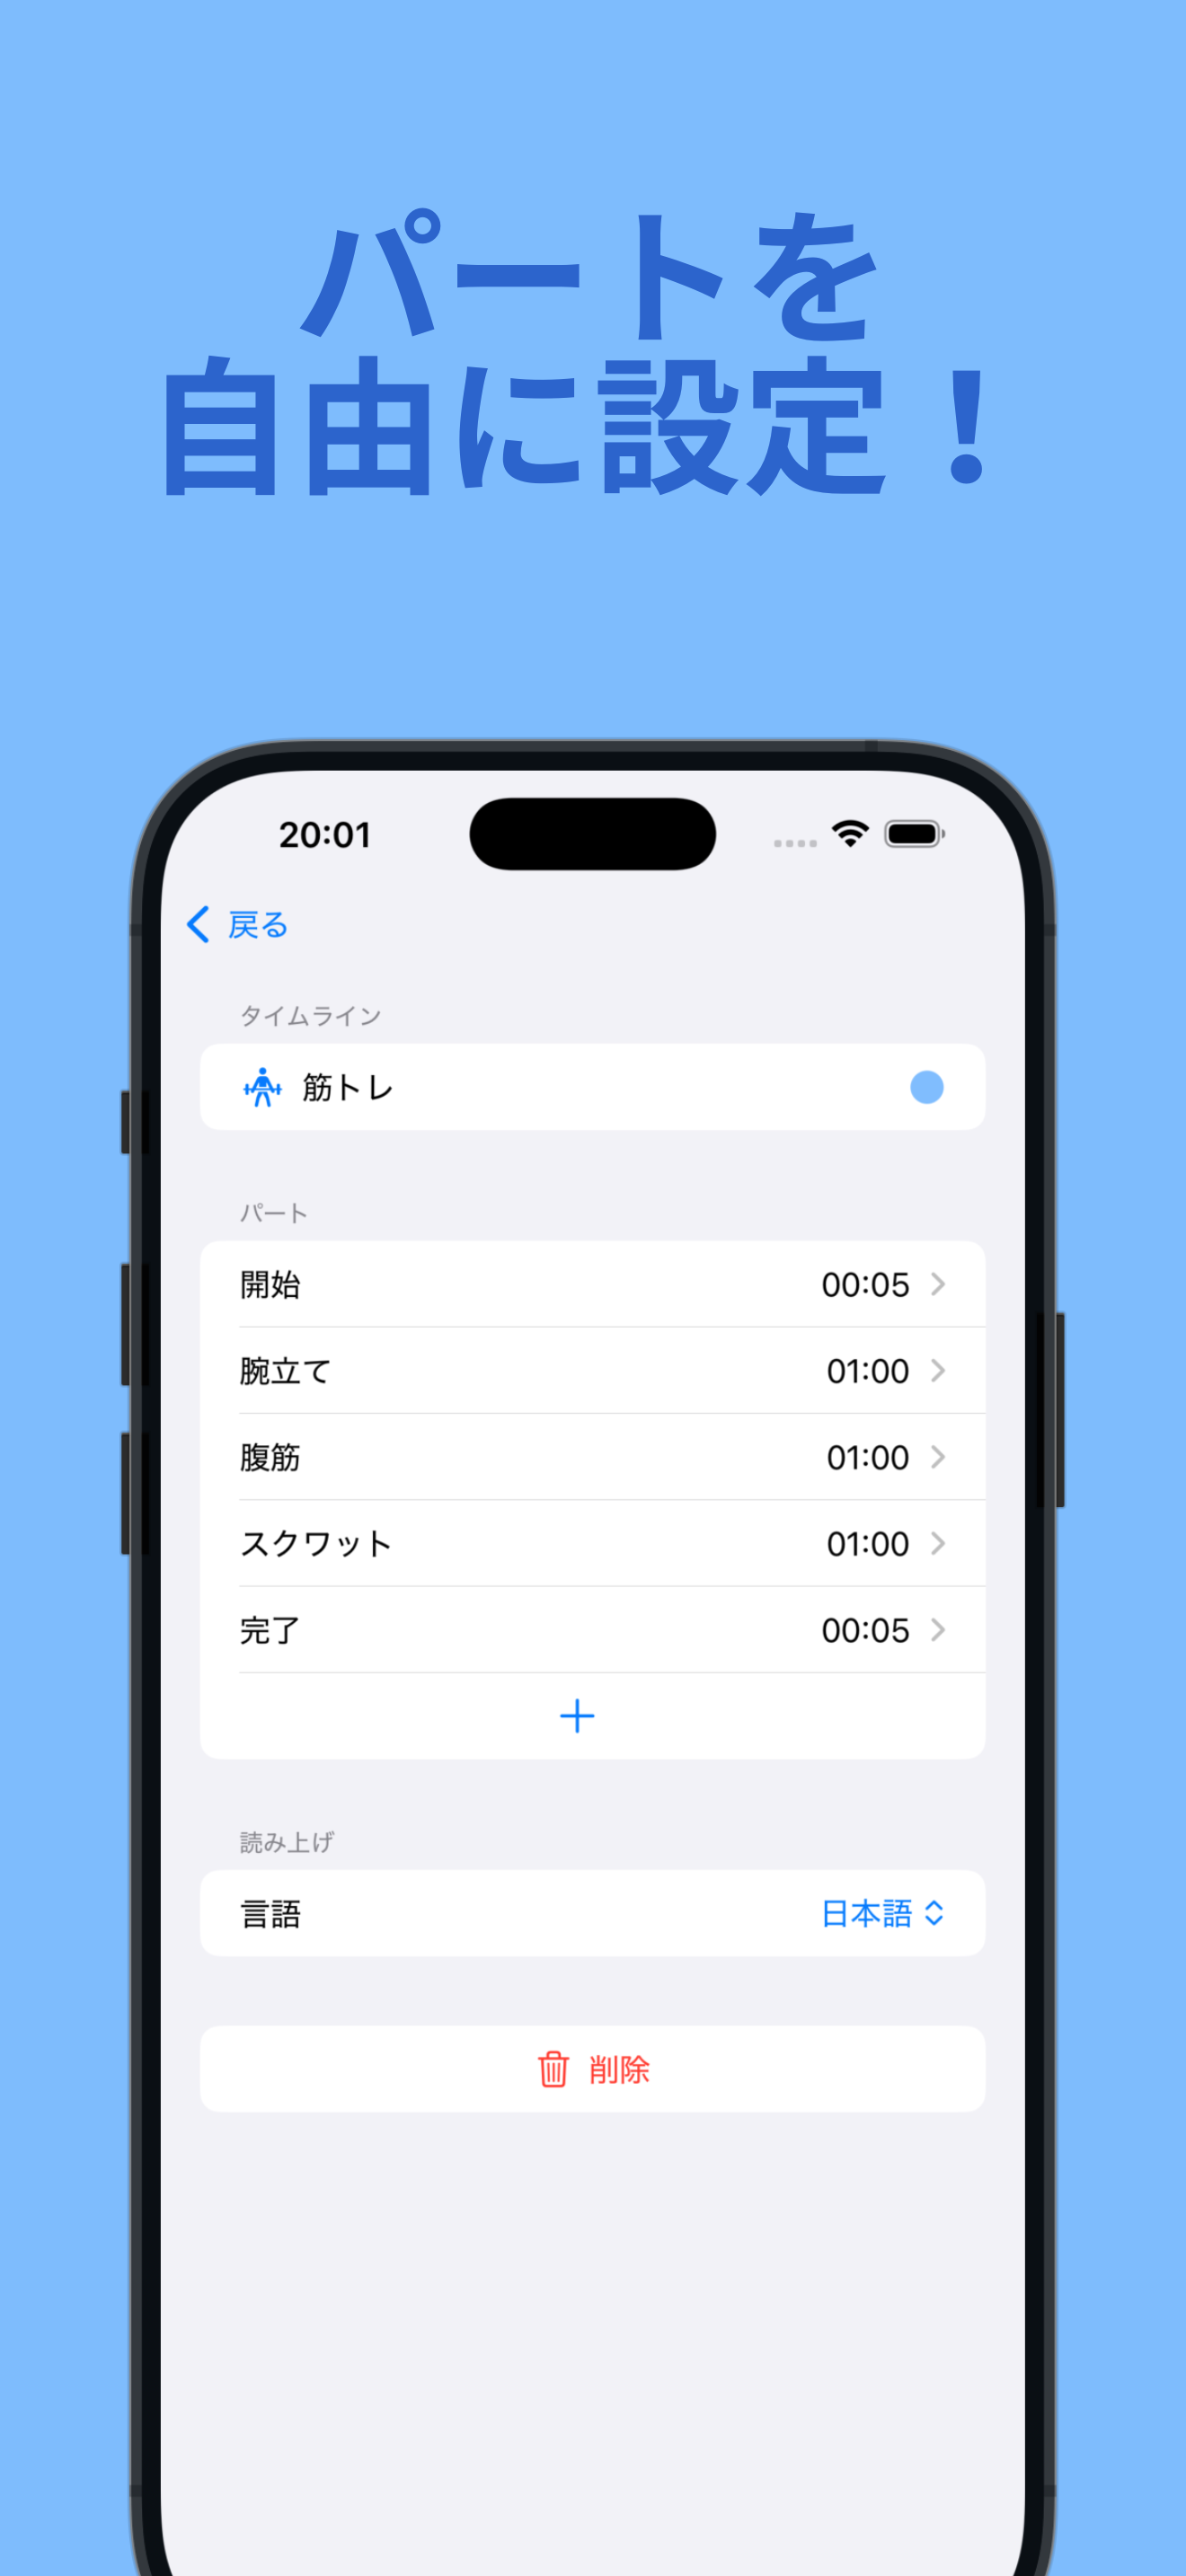 パートを
自由に設定！
20:01
戻る
タイムライン
筋トレ
パート
開始 00:05
腕立て 01:00
腹筋 01:00
スクワット 01:00
完了 00:05
読み上げ
言語 日本語
削除